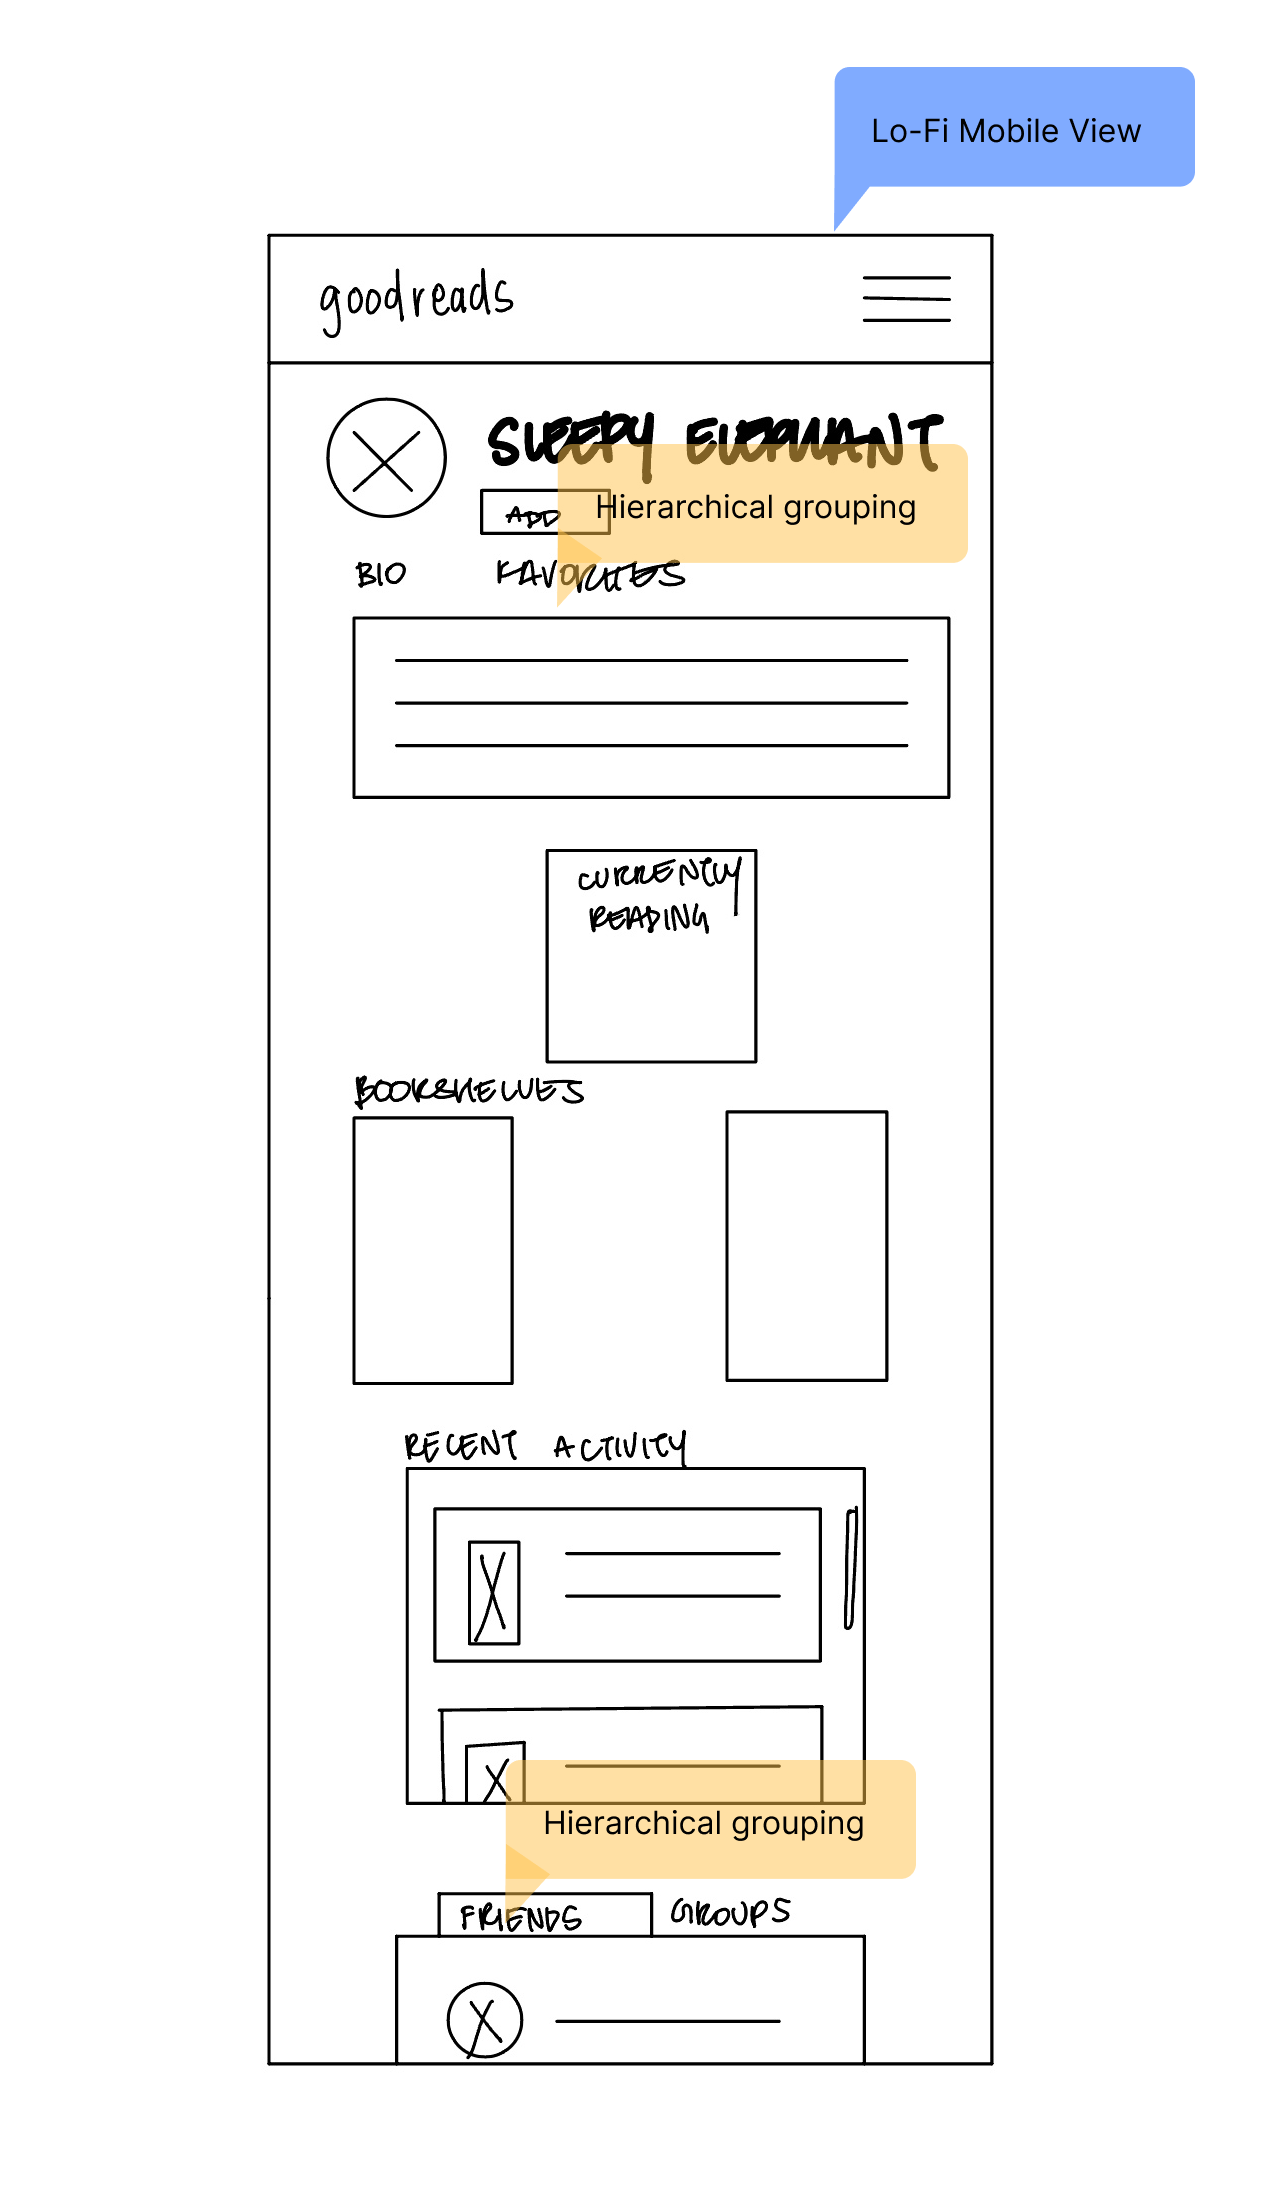 Lo-Fi Mobile View
goodreads
SLEEPY ELEPHANT
ADD
Hierarchical grouping
BIO FAVORITES
CURRENTLY
READING
BOOKSHELVES
RECENT ACTIVITY
Hierarchical grouping
FRIENDS GROUPS